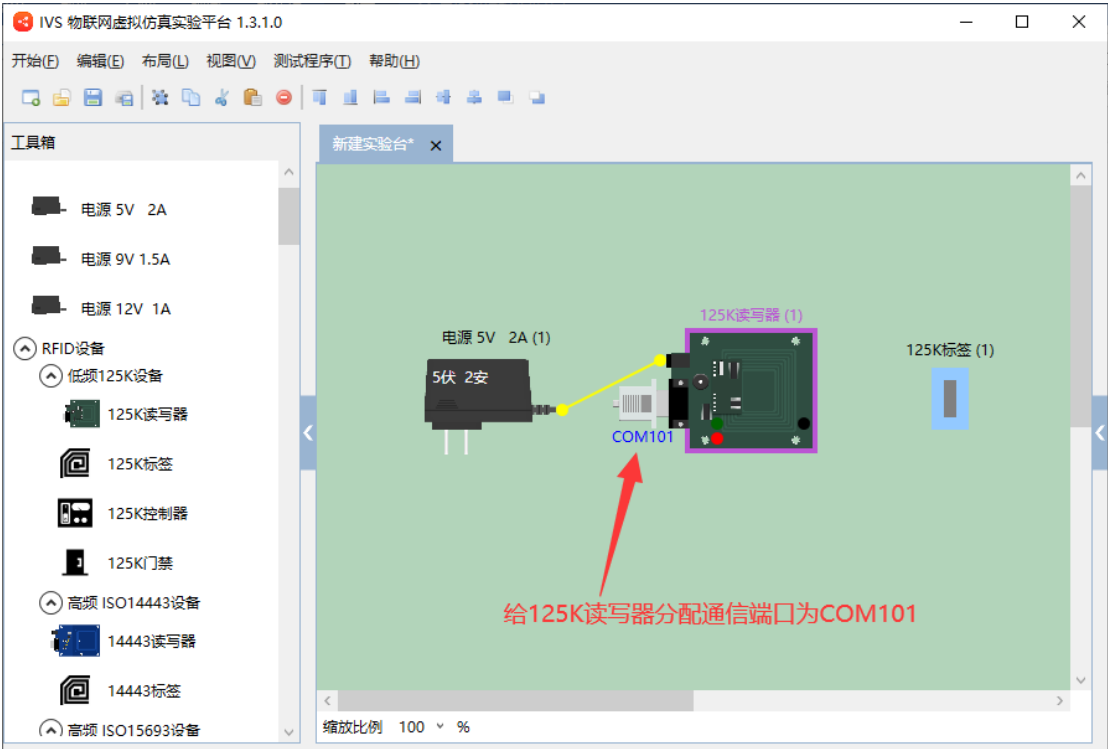 IVS 物联网虚拟仿真实验平台 1.3.1.0
开始(F) 编辑(E) 布局(L) 视图(V) 测试程序(T) 帮助(H)
工具箱
电源 5V 2A
电源 9V 1.5A
电源 12V 1A
RFID设备
低频125K设备
125K读写器
125K标签
125K控制器
125K门禁
高频 ISO14443设备
14443读写器
14443标签
高频 ISO15693设备
新建实验台*
125K读写器 (1)
电源 5V 2A (1)
125K标签 (1)
5伏 2安
COM101
给125K读写器分配通信端口为COM101
缩放比例 100 %